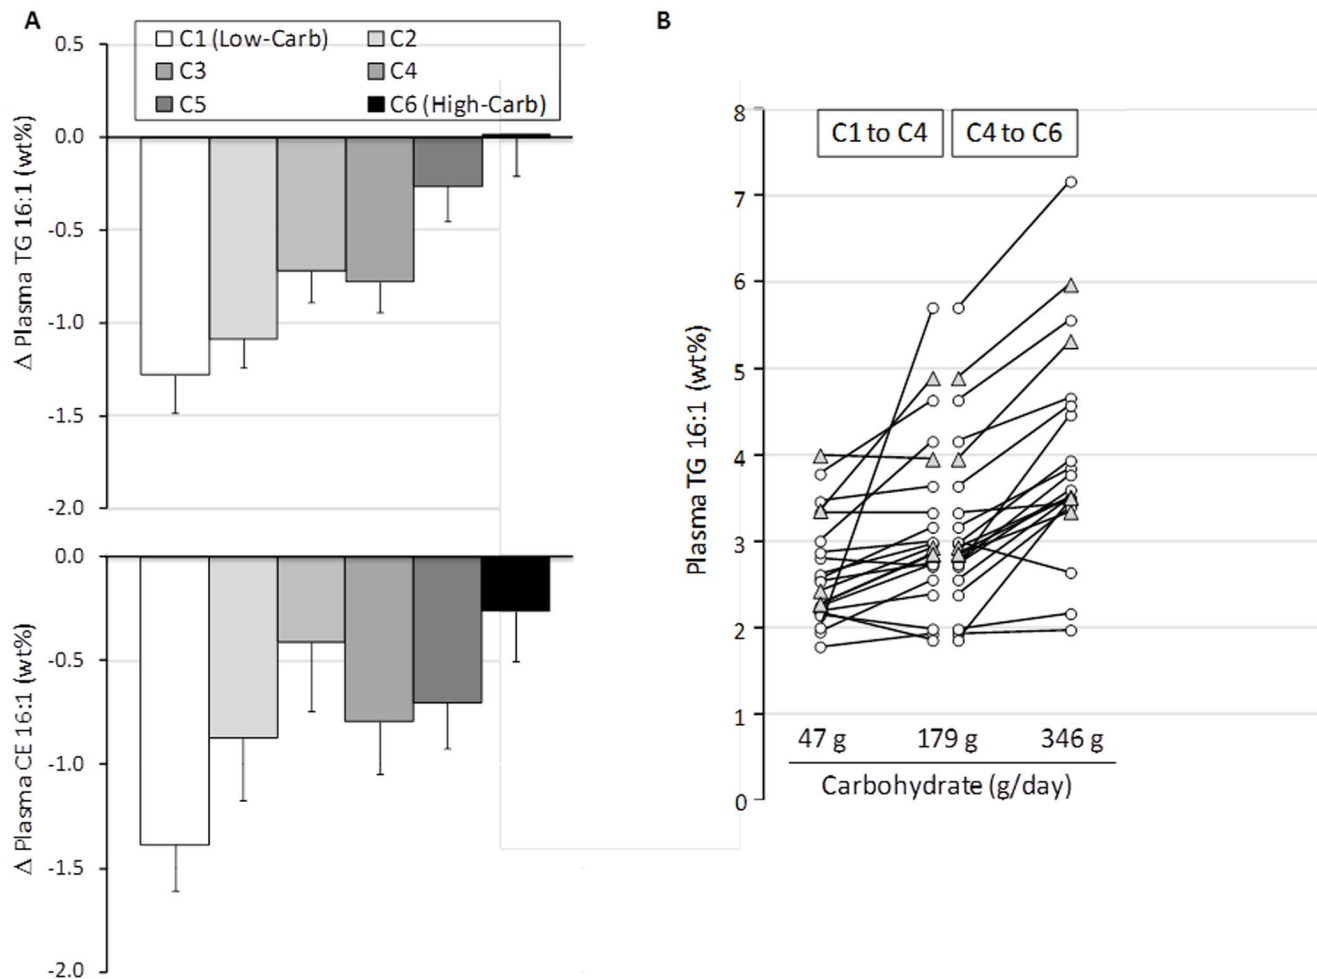 A
C1 (Low-Carb) C2
C3 C4
C5 C6 (High-Carb)
0.5
0.0
-0.5
-1.0
-1.5
-2.0
Δ Plasma TG 16:1 (wt%)
0.0
-0.5
-1.0
-1.5
-2.0
Δ Plasma CE 16:1 (wt%)
B
C1 to C4 C4 to C6
8
7
6
5
4
3
2
1
0
Plasma TG 16:1 (wt%)
47 g 179 g 346 g
Carbohydrate (g/day)